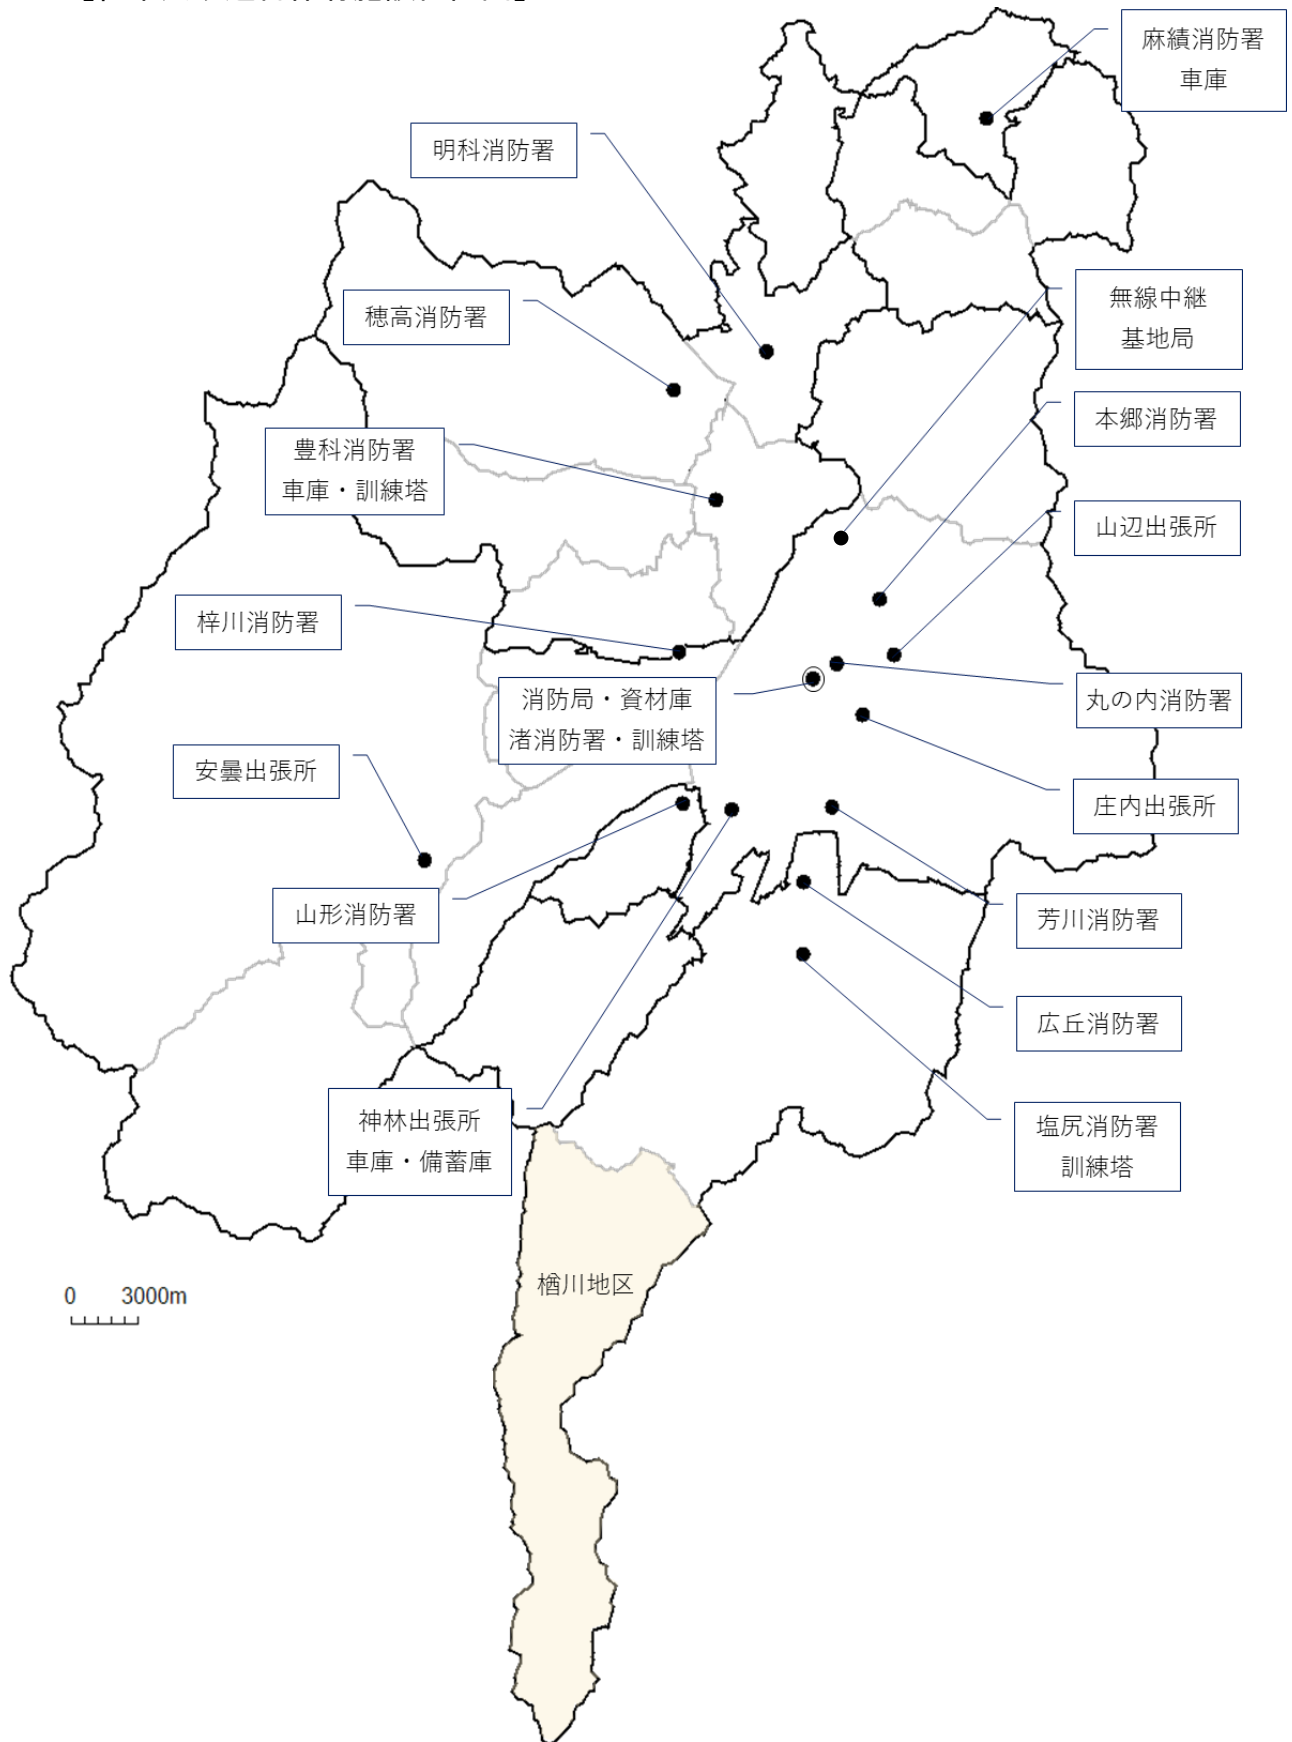 麻績消防署
車庫
明科消防署
無線中継
基地局
穂高消防署
本郷消防署
豊科消防署
車庫・訓練塔
山辺出張所
梓川消防署
消防局・資材庫
渚消防署・訓練塔
丸の内消防署
安曇出張所
庄内出張所
山形消防署
芳川消防署
広丘消防署
神林出張所
車庫・備蓄庫
塩尻消防署
訓練塔
楢川地区
0 3000m